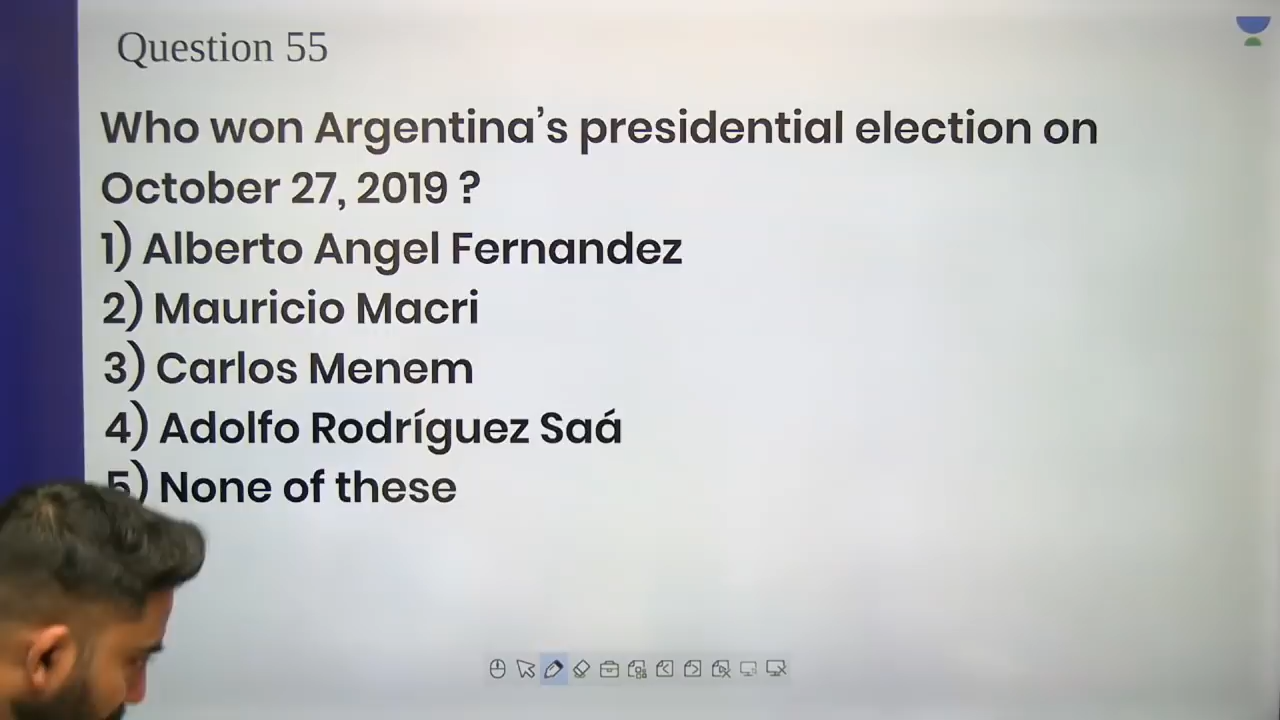 Question 55
Who won Argentina’s presidential election on
October 27, 2019 ?
1) Alberto Angel Fernandez
2) Mauricio Macri
3) Carlos Menem
4) Adolfo Rodríguez Saá
5) None of these